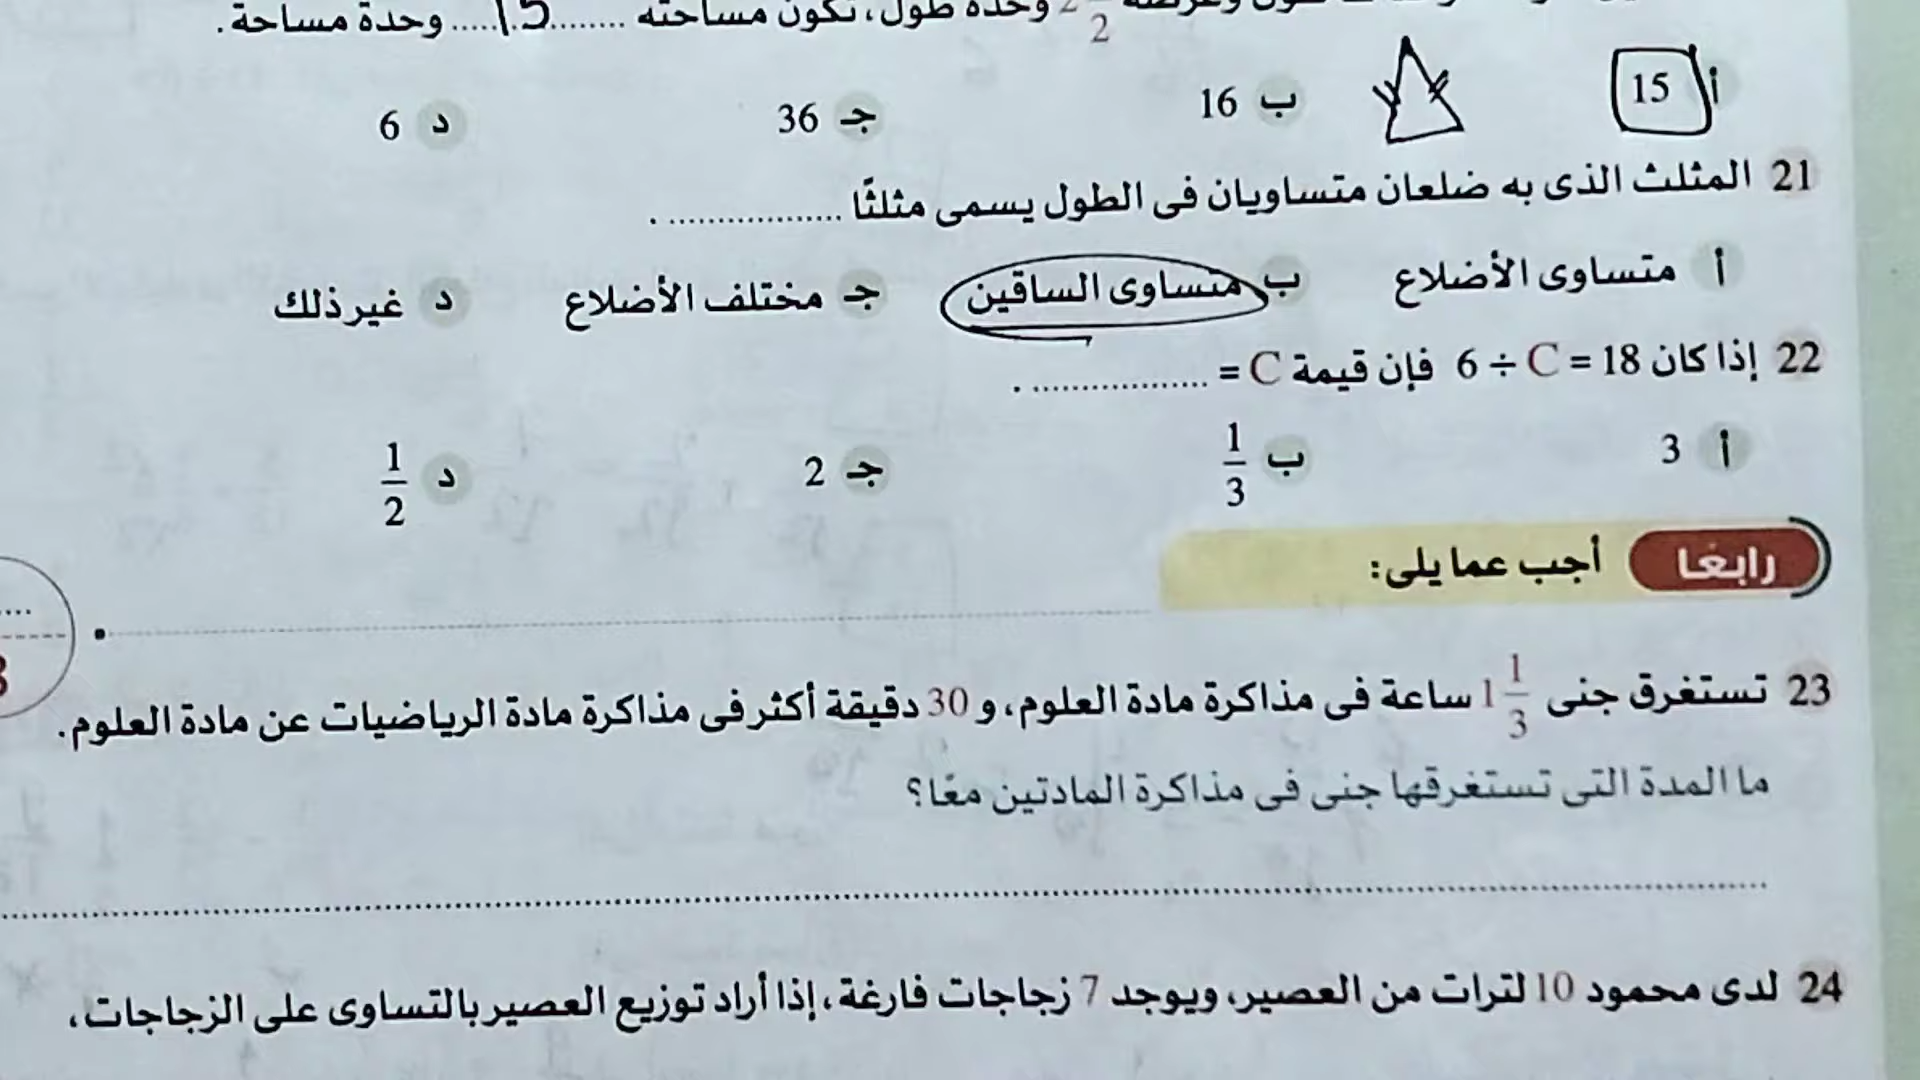 2 وحدة طول، تكون مساحته ........15........ وحدة مساحة.
أ 15 ب 16 جـ 36 د 6
21 المثلث الذى به ضلعان متساويان فى الطول يسمى مثلثًا ..................
أ متساوى الأضلاع ب متساوى الساقين جـ مختلف الأضلاع د غير ذلك
22 إذا كان 18 = C ÷ 6 فإن قيمة C = ..................
أ 3 ب 1/3 جـ 2 د 1/2
رابعًا أجب عما يلى:
23 تستغرق جنى 1 1/3 ساعة فى مذاكرة مادة العلوم، و 30 دقيقة أكثر فى مذاكرة مادة الرياضيات عن مادة العلوم.
ما المدة التى تستغرقها جنى فى مذاكرة المادتين معًا؟
24 لدى محمود 10 لترات من العصير، ويوجد 7 زجاجات فارغة، إذا أراد توزيع العصير بالتساوى على الزجاجات،